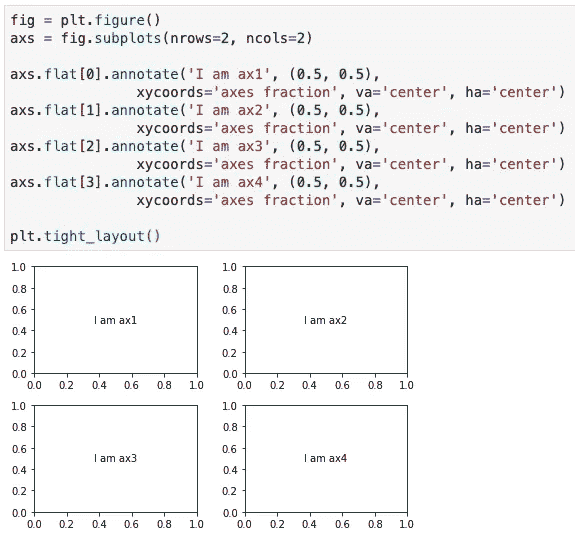 fig = plt.figure()
axs = fig.subplots(nrows=2, ncols=2)
axs.flat[0].annotate('I am ax1', (0.5, 0.5),
xycoords='axes fraction', va='center', ha='center')
axs.flat[1].annotate('I am ax2', (0.5, 0.5),
xycoords='axes fraction', va='center', ha='center')
axs.flat[2].annotate('I am ax3', (0.5, 0.5),
xycoords='axes fraction', va='center', ha='center')
axs.flat[3].annotate('I am ax4', (0.5, 0.5),
xycoords='axes fraction', va='center', ha='center')
plt.tight_layout()
1.0 1.0
0.8 0.8
0.6 0.6
I am ax1 I am ax2
0.4 0.4
0.2 0.2
0.0 0.0
0.0 0.2 0.4 0.6 0.8 1.0 0.0 0.2 0.4 0.6 0.8 1.0
1.0 1.0
0.8 0.8
0.6 0.6
I am ax3 I am ax4
0.4 0.4
0.2 0.2
0.0 0.0
0.0 0.2 0.4 0.6 0.8 1.0 0.0 0.2 0.4 0.6 0.8 1.0